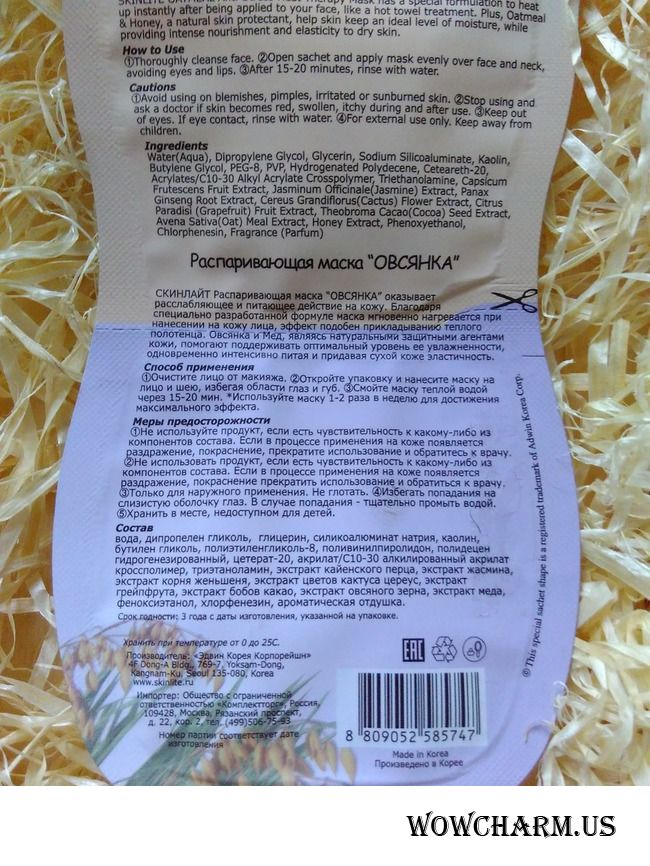 SKINLITE OATMEAL Mask has a special formulation to heat
up instantly after being applied to your face, like a hot towel treatment. Plus, Oatmeal
& Honey, a natural skin protectant, help skin keep an ideal level of moisture, while
providing intense nourishment and elasticity to dry skin.
How to Use
①Thoroughly cleanse face. ②Open sachet and apply mask evenly over face and neck,
avoiding eyes and lips. ③After 15-20 minutes, rinse with water.
Cautions
①Avoid using on blemishes, pimples, irritated or sunburned skin. ②Stop using and
ask a doctor if skin becomes red, swollen, itchy during and after use. ③Keep out
of eyes. If eye contact, rinse with water. ④For external use only. Keep away from
children.
Ingredients
Water(Aqua), Dipropylene Glycol, Glycerin, Sodium Silicoaluminate, Kaolin,
Butylene Glycol, PEG-8, PVP, Hydrogenated Polydecene, Ceteareth-20,
Acrylates/C10-30 Alkyl Acrylate Crosspolymer, Triethanolamine, Capsicum
Frutescens Fruit Extract, Jasminum Officinale(Jasmine) Extract, Panax
Ginseng Root Extract, Cereus Grandiflorus(Cactus) Flower Extract, Citrus
Paradisi (Grapefruit) Fruit Extract, Theobroma Cacao(Cocoa) Seed Extract,
Avena Sativa(Oat) Meal Extract, Honey Extract, Phenoxyethanol,
Chlorphenesin, Fragrance (Parfum)
Распаривающая маска "ОВСЯНКА"
СКИНЛАЙТ Распаривающая маска "ОВСЯНКА" оказывает
расслабляющее и питающее действие на кожу. Благодаря
специально разработанной формуле маска мгновенно нагревается при
нанесении на кожу лица, эффект подобен прикладыванию теплого
полотенца. Овсянка и Мед, являясь натуральными защитными агентами
кожи, помогают поддерживать оптимальный уровень ее увлажненности,
одновременно интенсивно питая и придавая сухой коже эластичность.
Способ применения
①Очистите лицо от макияжа. ②Откройте упаковку и нанесите маску на
лицо и шею, избегая области глаз и губ. ③Смойте маску теплой водой
через 15-20 мин. *Используйте маску 1-2 раза в неделю для достижения
максимального эффекта.
Меры предосторожности
①Не используйте продукт, если есть чувствительность к какому-либо из
компонентов состава. Если в процессе применения на коже появляется
раздражение, покраснение, прекратите использование и обратитесь к врачу.
②Не использовать продукт, если есть чувствительность к какому-либо из
компонентов состава. Если в процессе применения на коже появляется
раздражение, покраснение прекратить использование и обратиться к врачу.
③Только для наружного применения. Не глотать. ④Избегать попадания на
слизистую оболочку глаз. В случае попадания - тщательно промыть водой.
⑤Хранить в месте, недоступном для детей.
Состав
вода, дипропелен гликоль, глицерин, силикоалюминат натрия, каолин,
бутилен гликоль, полиэтиленгликоль-8, поливинилпиролидон, полидецен
гидрогенезированный, цетерат-20, акрилат/С10-30 алкилированный акрилат
кроссполимер, триэтаноламин, экстракт кайенского перца, экстракт жасмина,
экстракт корня женьшеня, экстракт цветов кактуса цереус, экстракт
грейпфрута, экстракт бобов какао, экстракт овсяного зерна, экстракт меда,
феноксиэтанол, хлорфенезин, ароматическая отдушка.
Срок годности: 3 года с даты изготовления, указанной на упаковке.
Хранить при температуре от 0 до 25С.
Производитель: «Эдвин Корея Корпорейшн»
4F Dong-A Bldg., 769-7, Yoksam-Dong,
Kangnam-Ku, Seoul 135-080, Korea
www.skinlite.ru
Импортер: Общество с ограниченной
ответственностью «Комплектторг», Россия,
109428, Москва, Рязанский проспект,
д. 22, кор. 2, тел. (499)506-75-93
Номер партии соответствует дате
изготовления
EAC
8 809052 585747
Made in Korea
Произведено в Корее
® This special sachet shape is a registered trademark of Adwin Korea Corp.
WOWCHARM.US